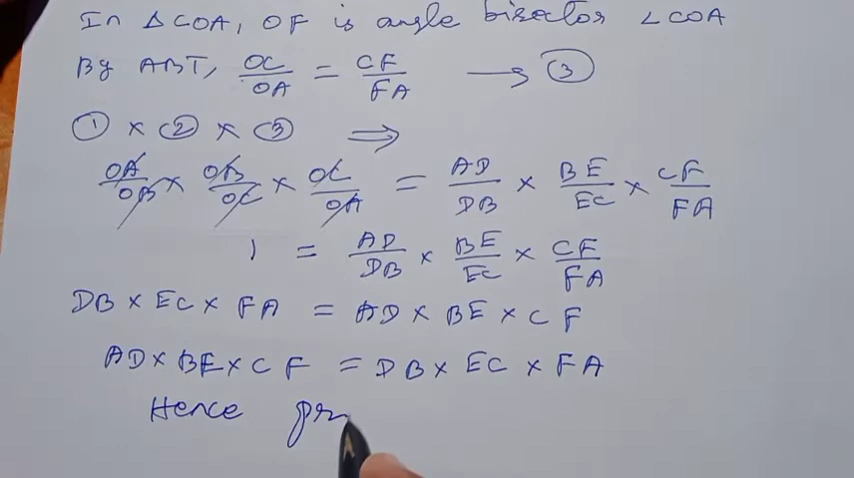 In ΔCOA, OF is angle bisector ∠COA
By ABT, OC/OA = CF/FA → ③
① × ② × ③ ⇒
OA/OB × OB/OC × OC/OA = AD/DB × BE/EC × CF/FA
1 = AD/DB × BE/EC × CF/FA
DB × EC × FA = AD × BE × CF
AD × BE × CF = DB × EC × FA
Hence pr